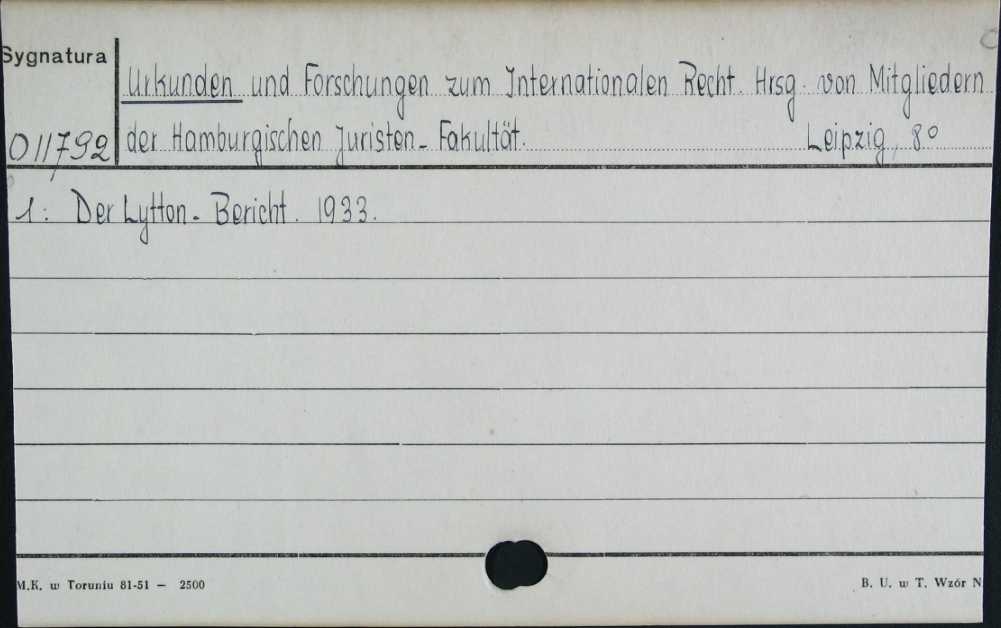 Sygnatura
Urkunden und Forschungen zum Internationalen Recht. Hrsg. von Mitgliedern
011792 der Hamburgischen Juristen-Fakultät. Leipzig, 8°
1: Der Lytton-Bericht. 1933.
M.K. w Toruniu 81-51 — 2500
B. U. w T. Wzór N